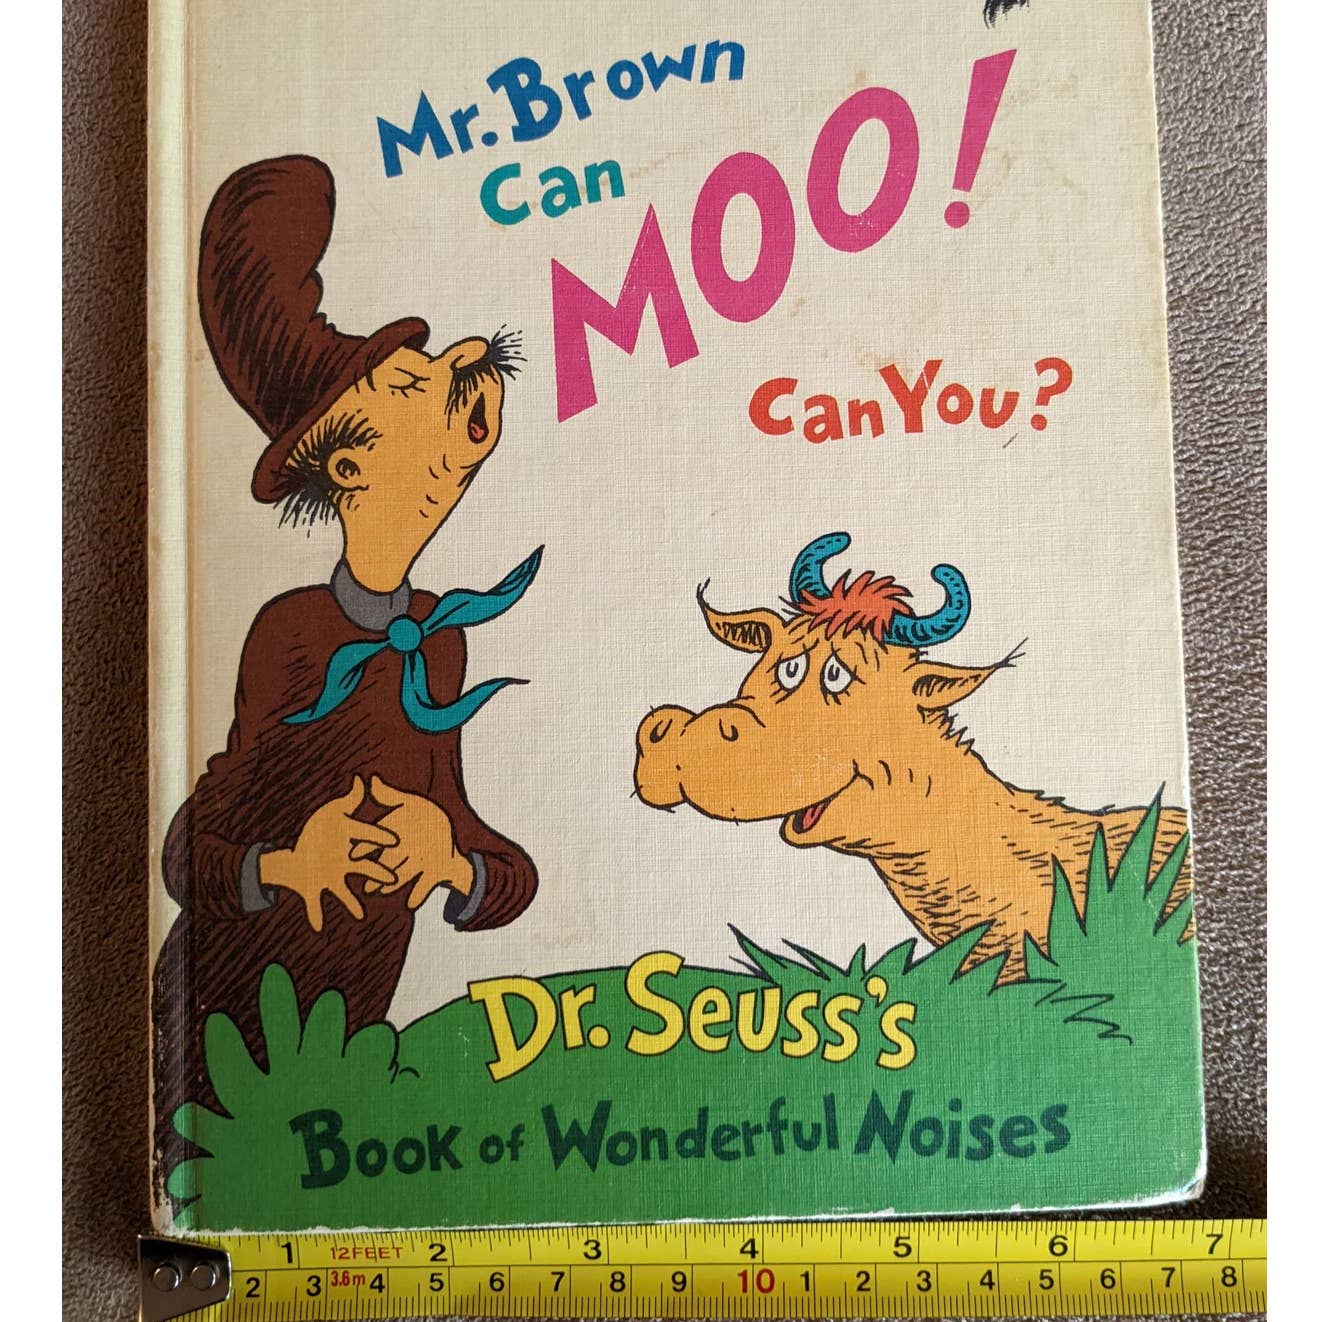 Mr. Brown
Can
MOO!
Can You?
Dr. Seuss's
Book of Wonderful Noises
1 12FEET 2 3 4 5 6 7
2 3 3.6m 4 5 6 7 8 9 10 1 2 3 4 5 6 7 8